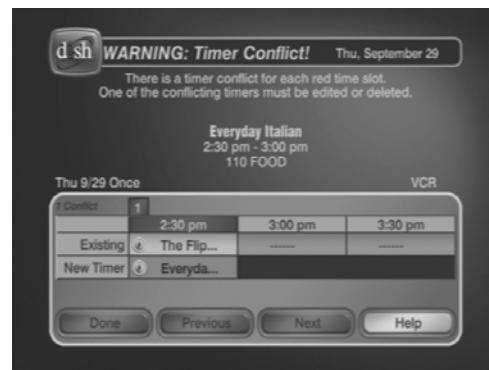 dish WARNING: Timer Conflict! Thu, September 29
There is a timer conflict for each red time slot.
One of the conflicting timers must be edited or deleted.
Everyday Italian
2:30 pm - 3:00 pm
110 FOOD
Thu 9/29 Once VCR
1 Conflict 1
2:30 pm 3:00 pm 3:30 pm
Existing The Flip... ------ ------
New Timer Everyda...
Done Previous Next Help